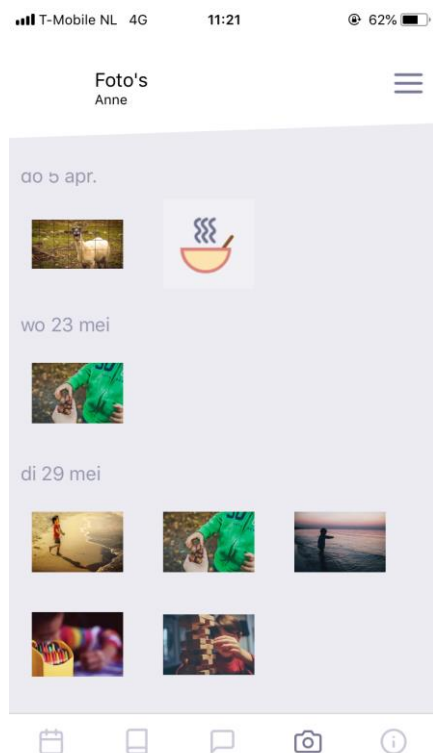 T-Mobile NL 4G 11:21 62%
Foto's
Anne
do 5 apr.
wo 23 mei
di 29 mei